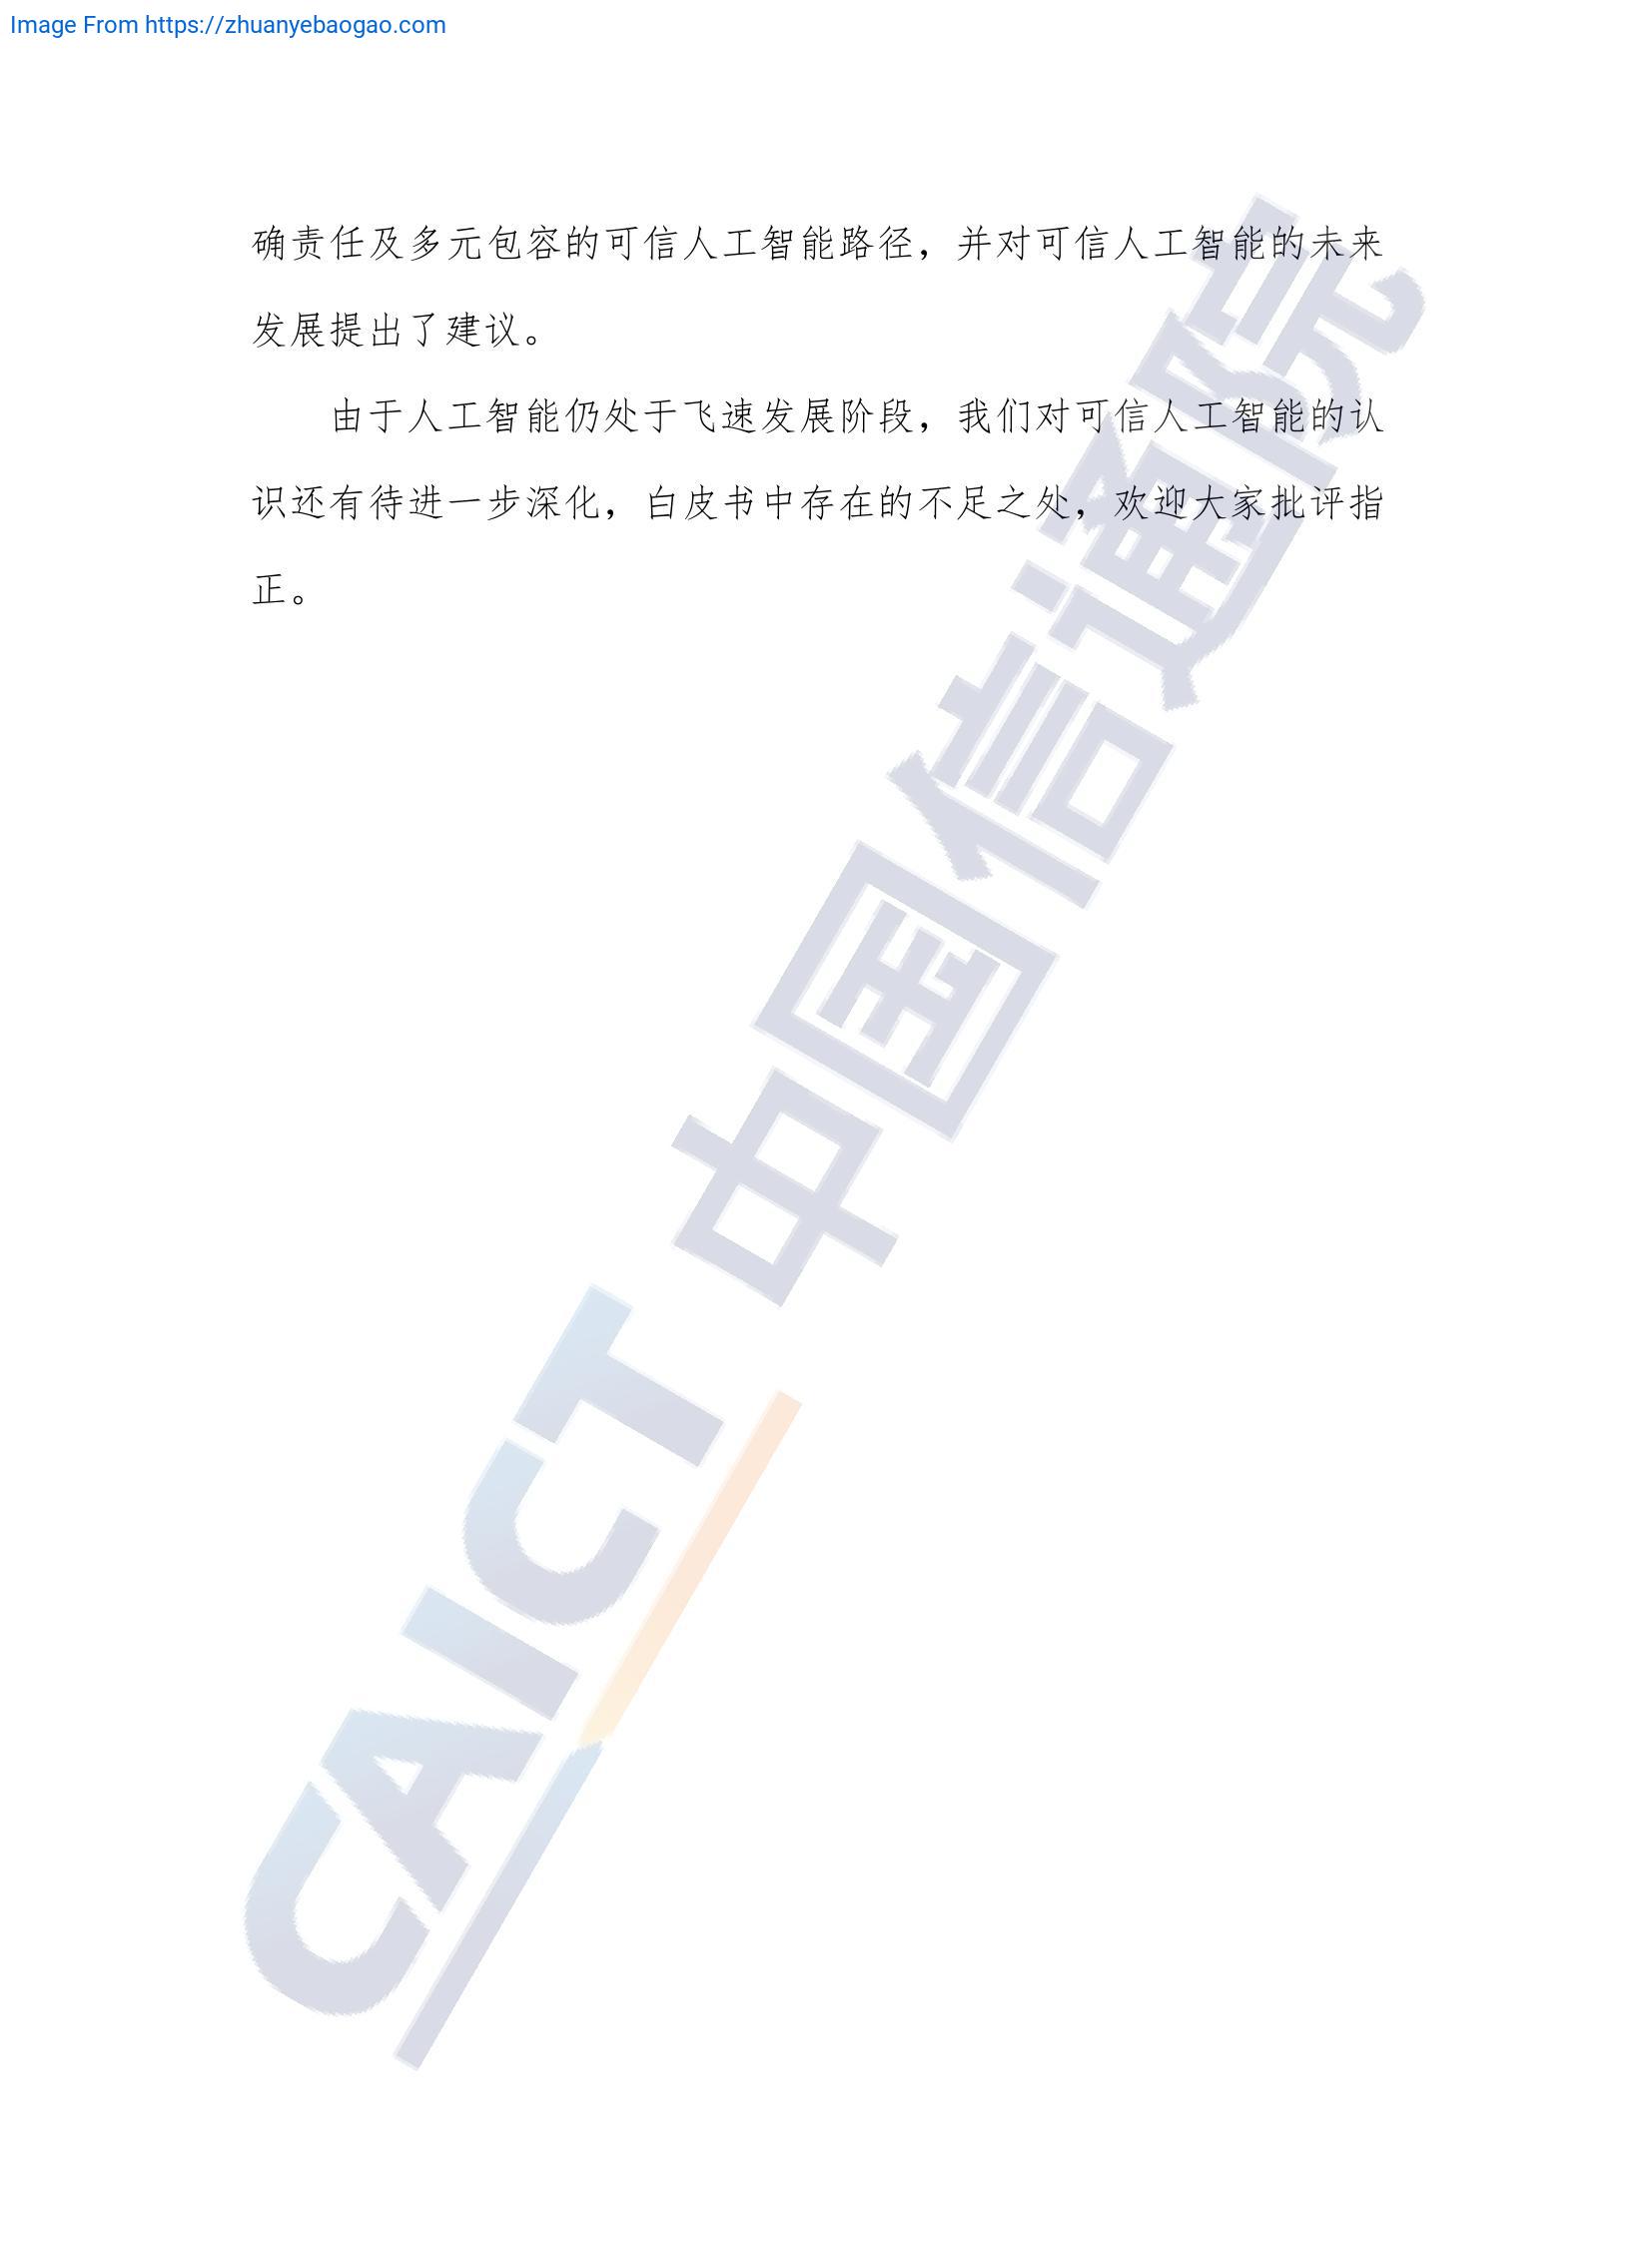 Image From https://zhuanyebaogao.com
确责任及多元包容的可信人工智能路径，并对可信人工智能的未来
发展提出了建议。
由于人工智能仍处于飞速发展阶段，我们对可信人工智能的认
识还有待进一步深化，白皮书中存在的不足之处，欢迎大家批评指
正。
CAICT 中国信通院